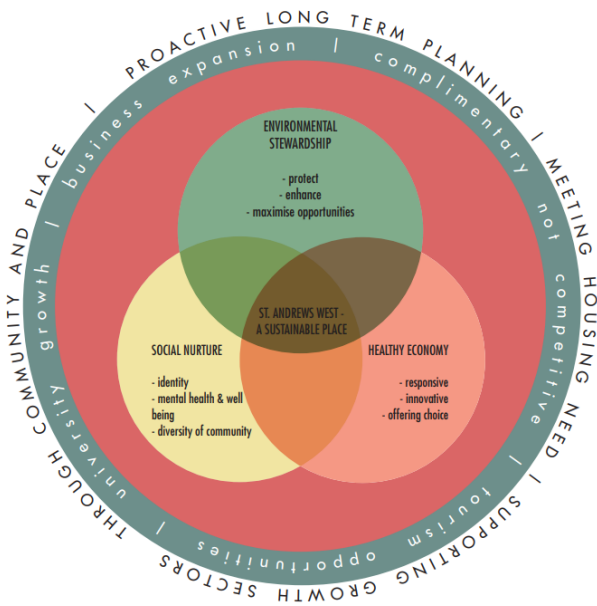 PROACTIVE LONG TERM PLANNING | MEETING HOUSING NEED | SUPPORTING GROWTH SECTORS THROUGH COMMUNITY AND PLACE |
business expansion | complimentary not competitive | tourism opportunities | university growth |
ENVIRONMENTAL
STEWARDSHIP
- protect
- enhance
- maximise opportunities
ST. ANDREWS WEST -
A SUSTAINABLE PLACE
SOCIAL NURTURE
- identity
- mental health & well
being
- diversity of community
HEALTHY ECONOMY
- responsive
- innovative
- offering choice